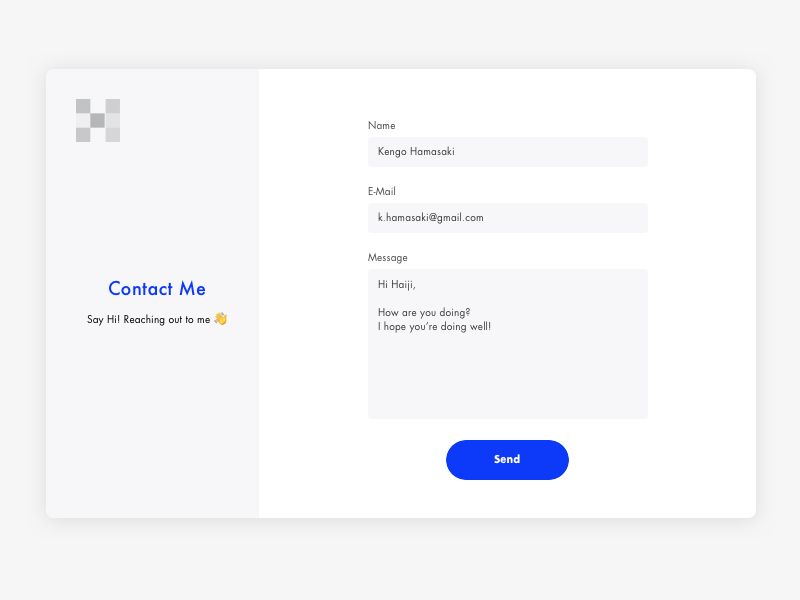 Contact Me
Say Hi! Reaching out to me 👋
Name
Kengo Hamasaki
E-Mail
k.hamasaki@gmail.com
Message
Hi Haiji,
How are you doing?
I hope you’re doing well!
Send